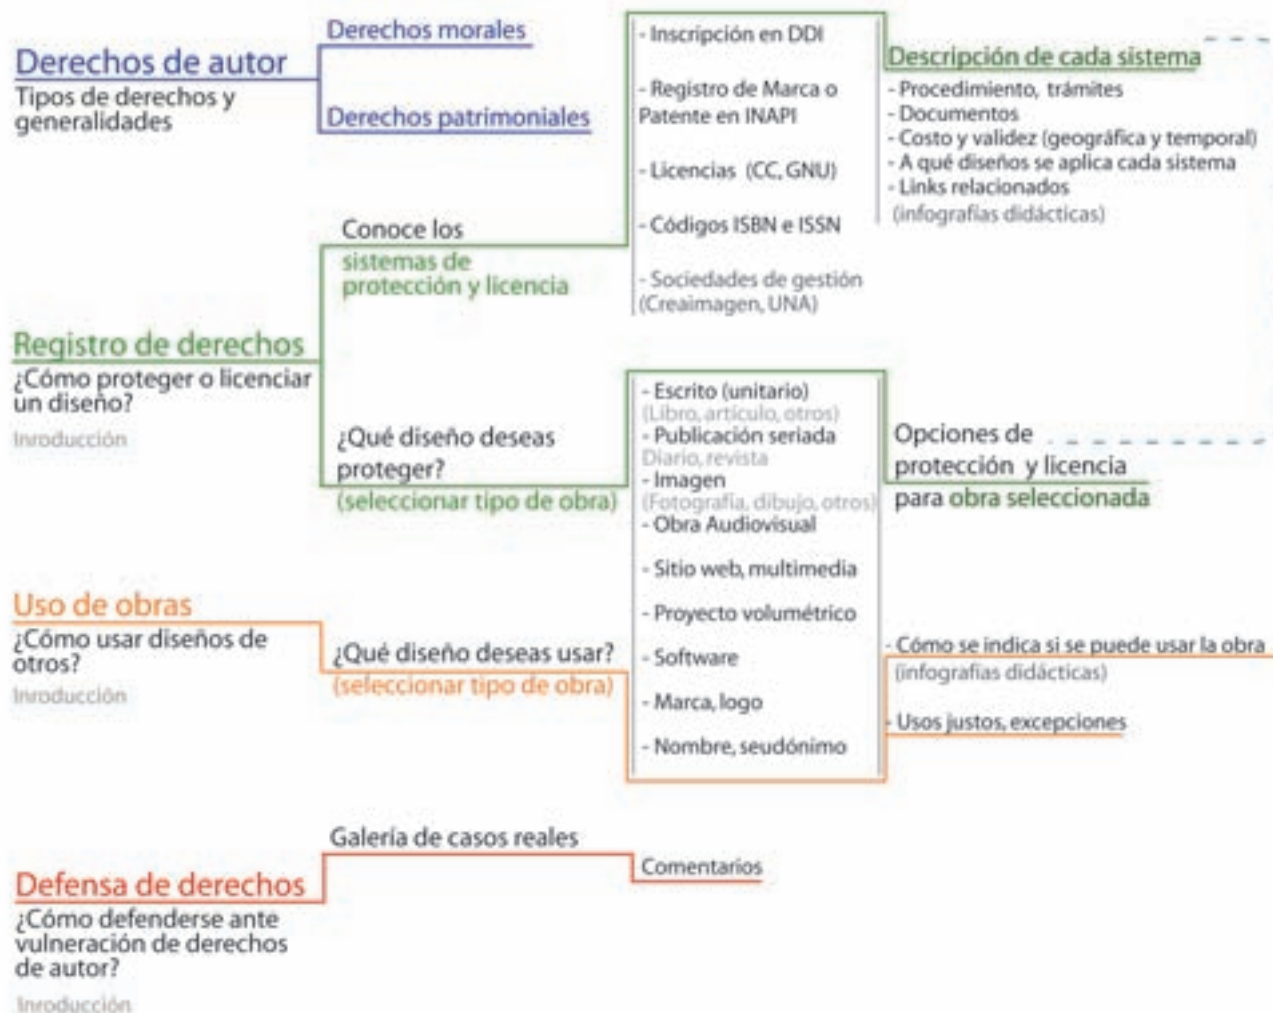 Derechos de autor
Tipos de derechos y
generalidades
Derechos morales
Derechos patrimoniales
Registro de derechos
¿Cómo proteger o licenciar
un diseño?
Inroducción
Conoce los
sistemas de
protección y licencia
- Inscripción en DDI
- Registro de Marca o
Patente en INAPI
- Licencias (CC, GNU)
- Códigos ISBN e ISSN
- Sociedades de gestión
(Creaimagen, UNA)
Descripción de cada sistema
- Procedimiento, trámites
- Documentos
- Costo y validez (geográfica y temporal)
- A qué diseños se aplica cada sistema
- Links relacionados
(infografías didácticas)
¿Qué diseño deseas
proteger?
(seleccionar tipo de obra)
- Escrito (unitario)
(Libro, artículo, otros)
- Publicación seriada
Diario, revista
- Imagen
(Fotografía, dibujo, otros)
- Obra Audiovisual
- Sitio web, multimedia
- Proyecto volumétrico
- Software
- Marca, logo
- Nombre, seudónimo
Opciones de
protección y licencia
para obra seleccionada
Uso de obras
¿Cómo usar diseños de
otros?
Inroducción
¿Qué diseño deseas usar?
(seleccionar tipo de obra)
- Cómo se indica si se puede usar la obra
(infografías didácticas)
- Usos justos, excepciones
Defensa de derechos
¿Cómo defenderse ante
vulneración de derechos
de autor?
Inroducción
Galería de casos reales
Comentarios